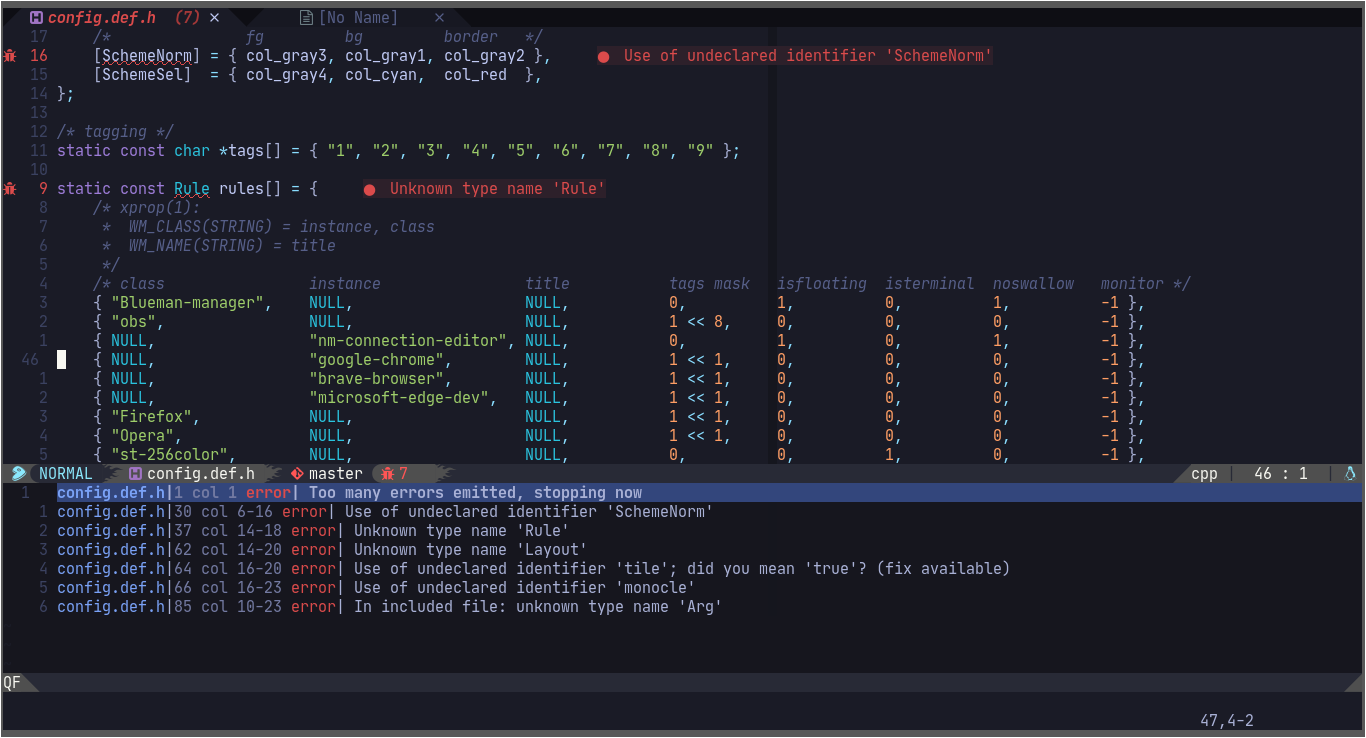 config.def.h (7) × [No Name] ×
17 /* fg bg border */
16 [SchemeNorm] = { col_gray3, col_gray1, col_gray2 }, ● Use of undeclared identifier 'SchemeNorm'
15 [SchemeSel] = { col_gray4, col_cyan, col_red },
14 };
13
12 /* tagging */
11 static const char *tags[] = { "1", "2", "3", "4", "5", "6", "7", "8", "9" };
10
9 static const Rule rules[] = { ● Unknown type name 'Rule'
8 /* xprop(1):
7 * WM_CLASS(STRING) = instance, class
6 * WM_NAME(STRING) = title
5 */
4 /* class instance title tags mask isfloating isterminal noswallow monitor */
3 { "Blueman-manager", NULL, NULL, 0, 1, 0, 1, -1 },
2 { "obs", NULL, NULL, 1 << 8, 0, 0, 0, -1 },
1 { NULL, "nm-connection-editor", NULL, 0, 1, 0, 1, -1 },
46 { NULL, "google-chrome", NULL, 1 << 1, 0, 0, 0, -1 },
1 { NULL, "brave-browser", NULL, 1 << 1, 0, 0, 0, -1 },
2 { NULL, "microsoft-edge-dev", NULL, 1 << 1, 0, 0, 0, -1 },
3 { "Firefox", NULL, NULL, 1 << 1, 0, 0, 0, -1 },
4 { "Opera", NULL, NULL, 1 << 1, 0, 0, 0, -1 },
5 { "st-256color", NULL, NULL, 0, 0, 1, 0, -1 },
NORMAL config.def.h master 7 cpp | 46 : 1 |
1 config.def.h|1 col 1 error| Too many errors emitted, stopping now
1 config.def.h|30 col 6-16 error| Use of undeclared identifier 'SchemeNorm'
2 config.def.h|37 col 14-18 error| Unknown type name 'Rule'
3 config.def.h|62 col 14-20 error| Unknown type name 'Layout'
4 config.def.h|64 col 16-20 error| Use of undeclared identifier 'tile'; did you mean 'true'? (fix available)
5 config.def.h|66 col 16-23 error| Use of undeclared identifier 'monocle'
6 config.def.h|85 col 10-23 error| In included file: unknown type name 'Arg'
QF
47,4-2